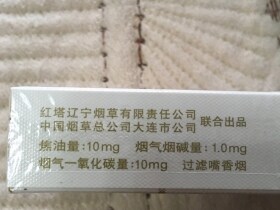 红塔辽宁烟草有限责任公司
中国烟草总公司大连市公司 联合出品
焦油量:10mg 烟气烟碱量:1.0mg
烟气一氧化碳量:10mg 过滤嘴香烟